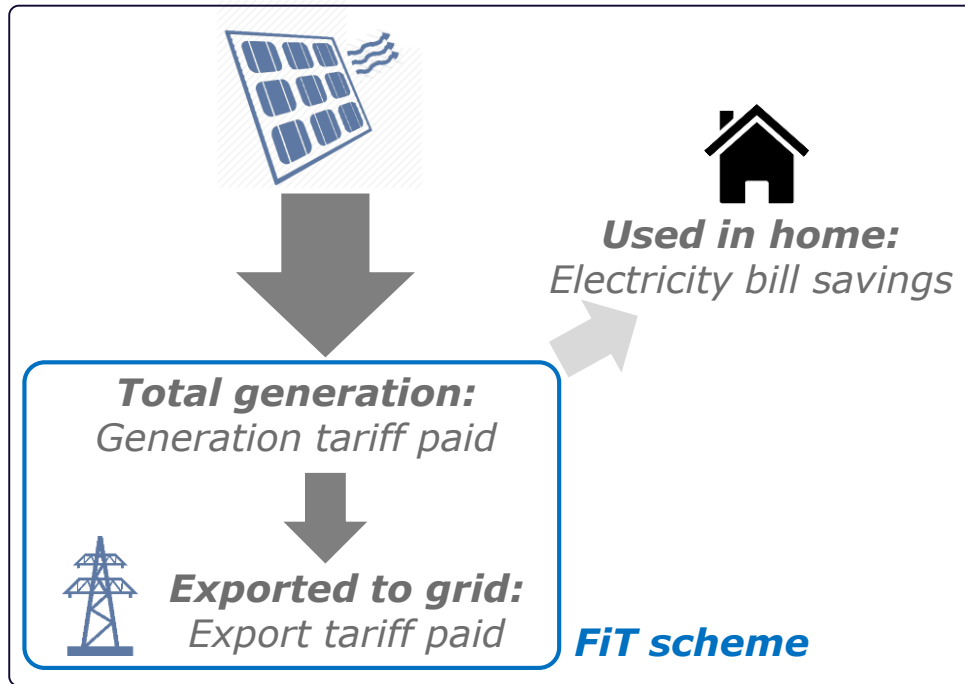 Used in home:
Electricity bill savings
Total generation:
Generation tariff paid
Exported to grid:
Export tariff paid
FiT scheme